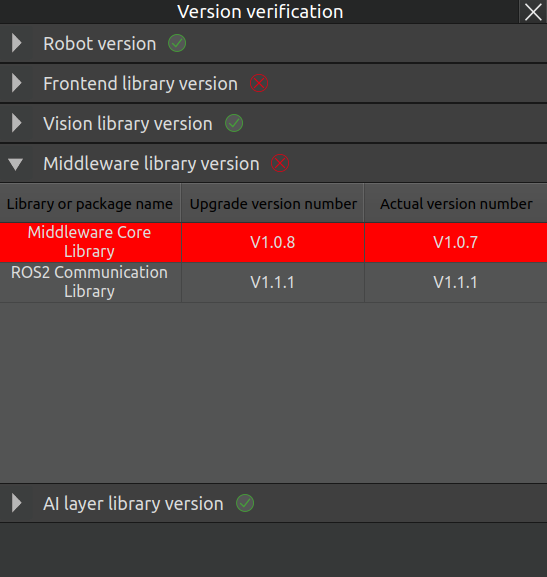 Version verification
Robot version
Frontend library version
Vision library version
Middleware library version
Library or package name Upgrade version number Actual version number
Middleware Core
Library
V1.0.8 V1.0.7
ROS2 Communication
Library
V1.1.1 V1.1.1
AI layer library version